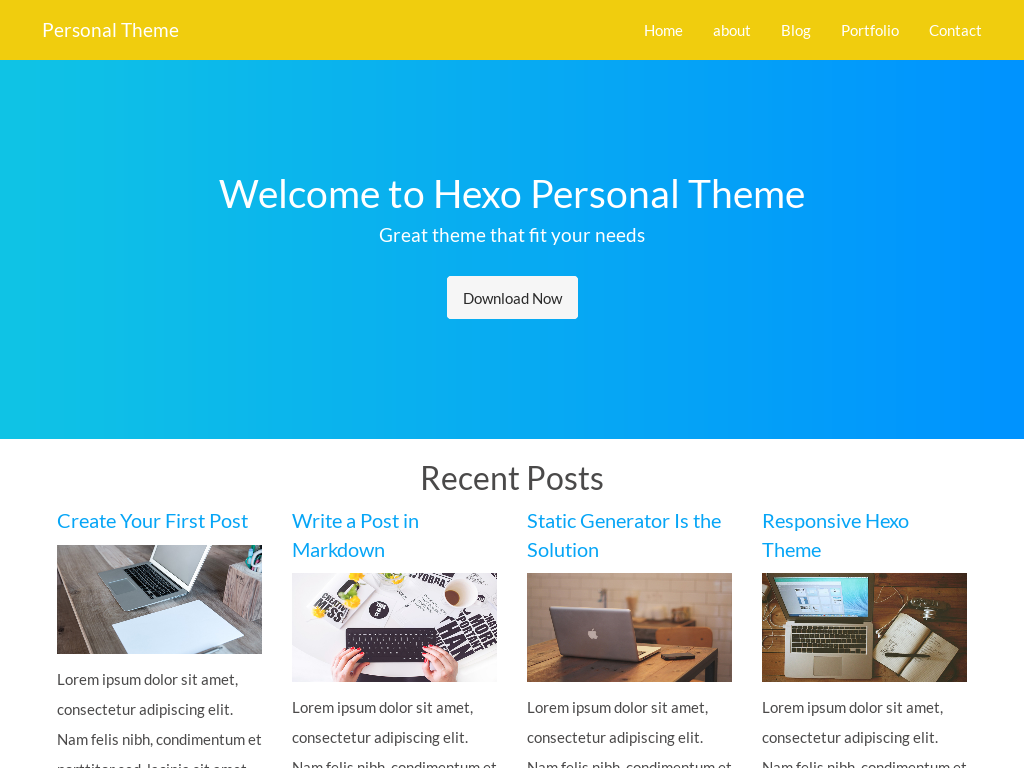 Personal Theme
Home about Blog Portfolio Contact
Welcome to Hexo Personal Theme
Great theme that fit your needs
Download Now
Recent Posts
Create Your First Post
Lorem ipsum dolor sit amet,
consectetur adipiscing elit.
Nam felis nibh, condimentum et
Write a Post in
Markdown
Lorem ipsum dolor sit amet,
consectetur adipiscing elit.
Nam felis nibh, condimentum et
Static Generator Is the
Solution
Lorem ipsum dolor sit amet,
consectetur adipiscing elit.
Nam felis nibh, condimentum et
Responsive Hexo
Theme
Lorem ipsum dolor sit amet,
consectetur adipiscing elit.
Nam felis nibh, condimentum et